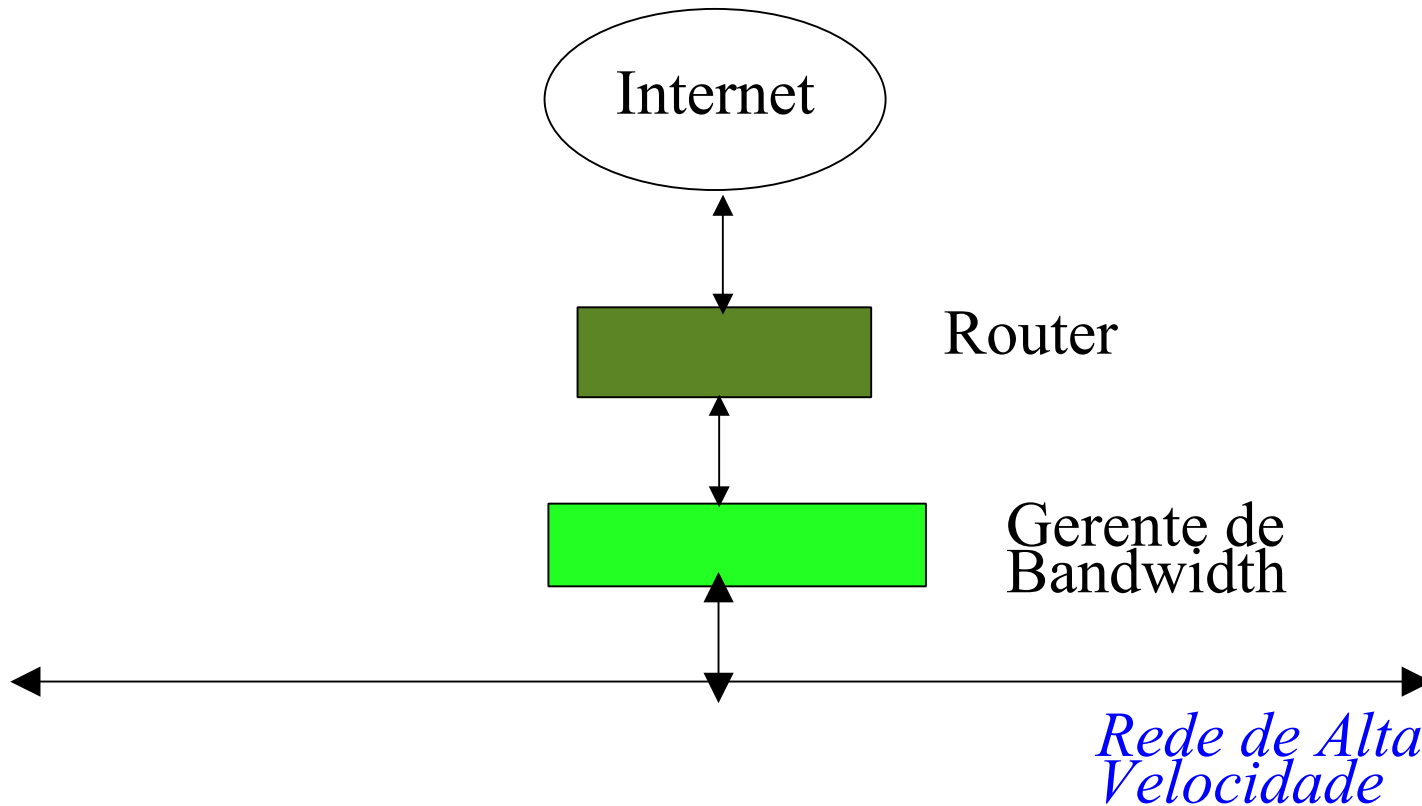 Internet
Router
Gerente de
Bandwidth
Rede de Alta
Velocidade